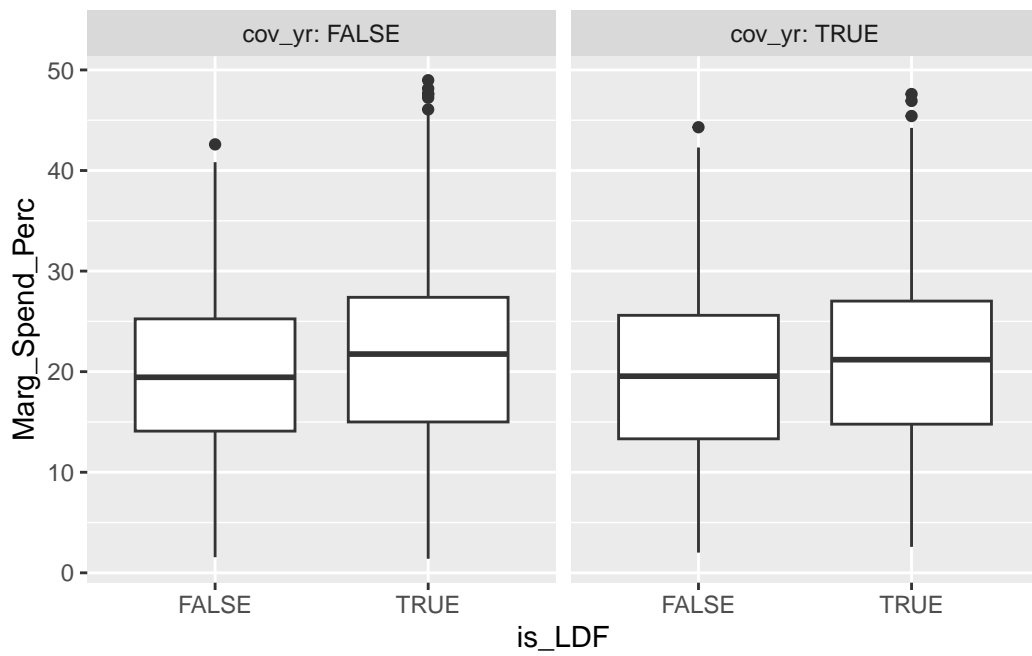 cov_yr: FALSE
cov_yr: TRUE
Marg_Spend_Perc
50
40
30
20
10
0
FALSE
TRUE
FALSE
TRUE
is_LDF